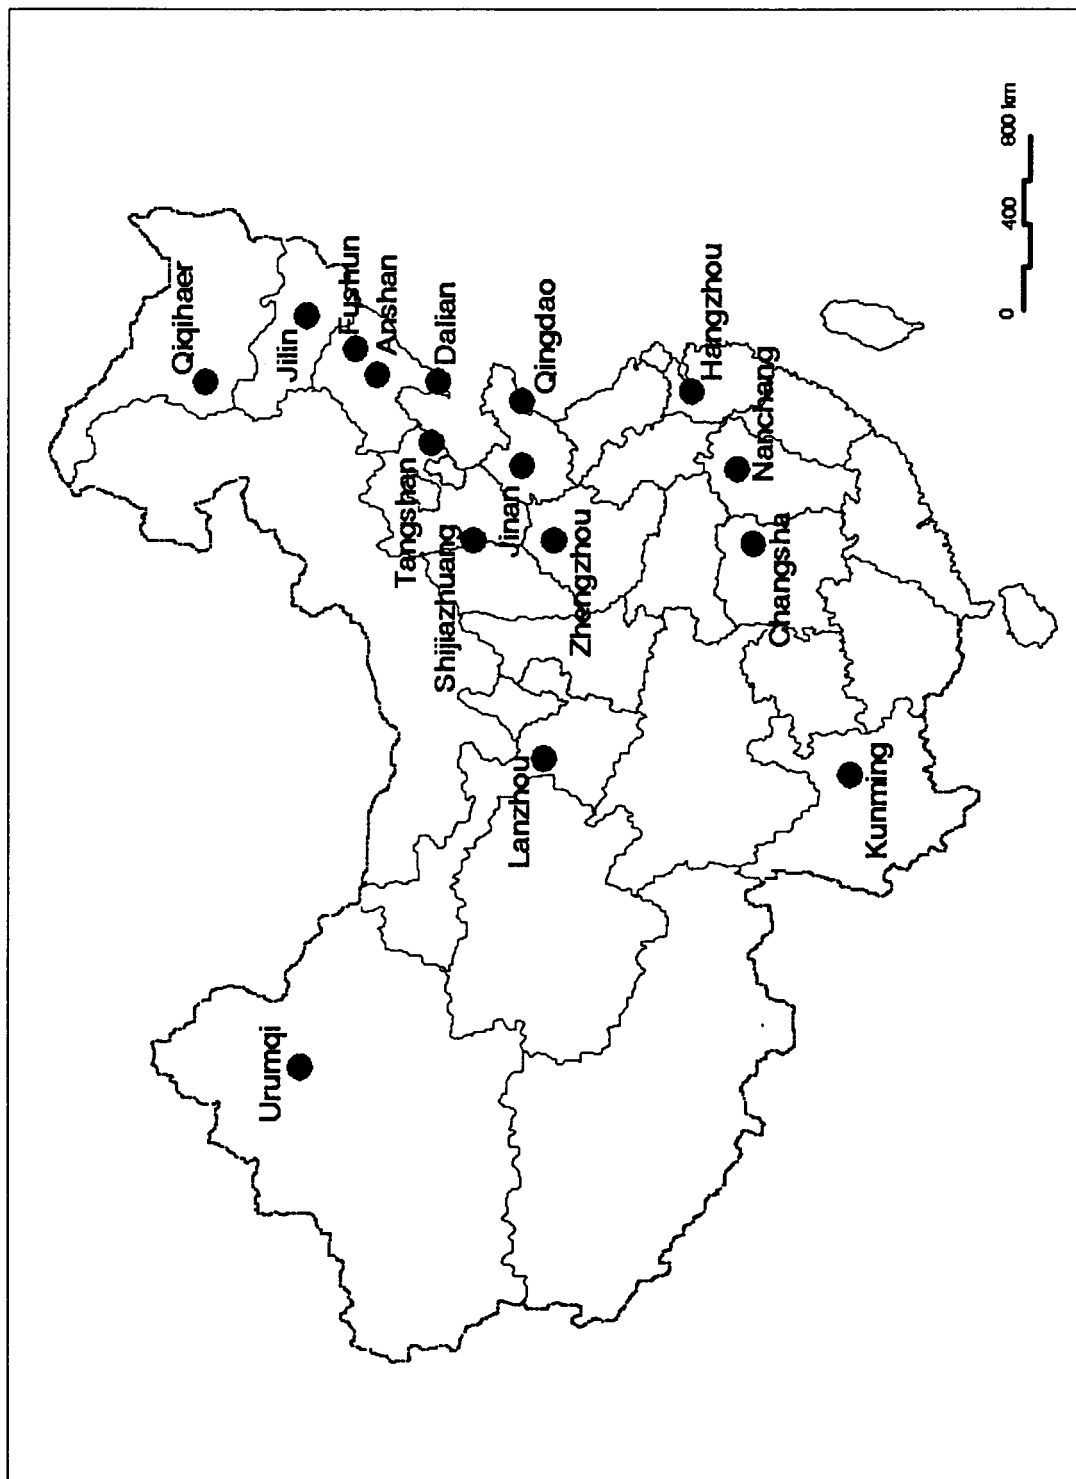 Qiqihaer
Jilin
Fushun
Anshan
Dalian
Urumqi
Tangshan
Shijiazhuang
Jinan
Qingdao
Lanzhou
Zhengzhou
Hangzhou
Nanchang
Changsha
Kunming
0 400 800 km